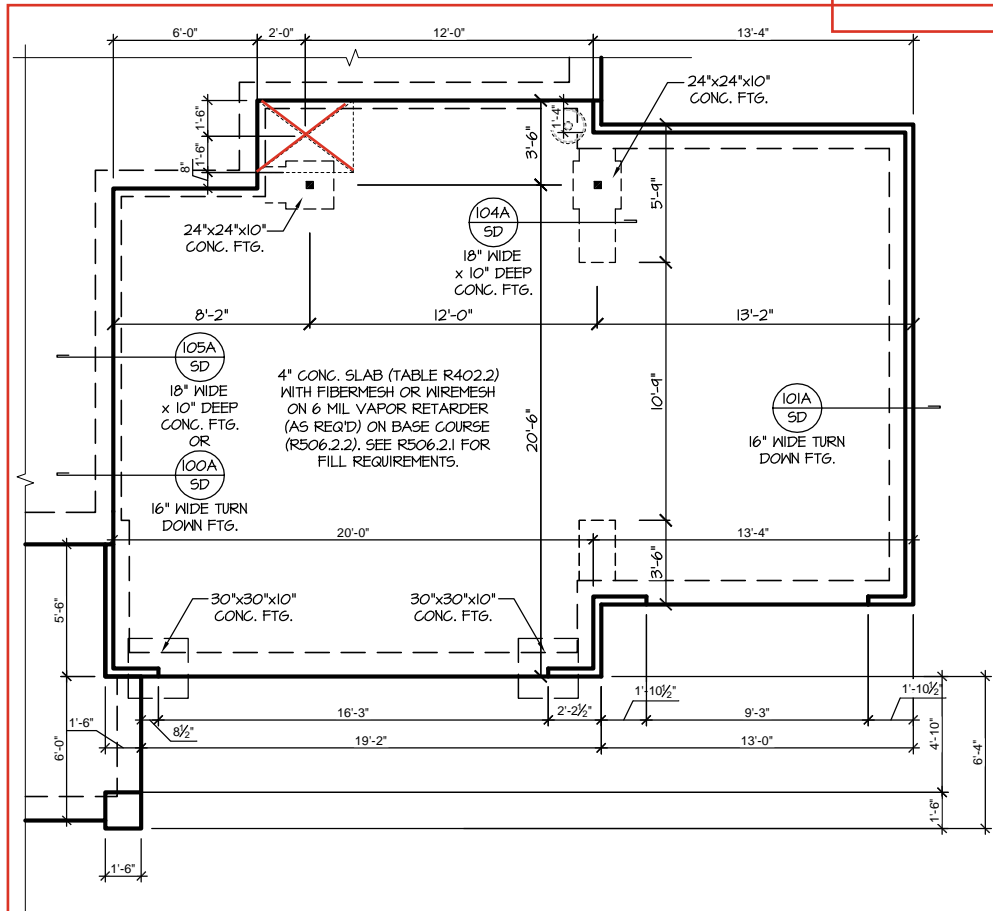 6'-0"
2'-0"
12'-0"
13'-4"
24"x24"x10"
CONC. FTG.
1'-6"
1'-6"
8"
1'-4"
3'-6"
5'-9"
24"x24"x10"
CONC. FTG.
104A
SD
18" WIDE
x 10" DEEP
CONC. FTG.
8'-2"
12'-0"
13'-2"
105A
SD
18" WIDE
x 10" DEEP
CONC. FTG.
OR
100A
SD
16" WIDE TURN
DOWN FTG.
4" CONC. SLAB (TABLE R402.2)
WITH FIBERMESH OR WIREMESH
ON 6 MIL VAPOR RETARDER
(AS REQ'D) ON BASE COURSE
(R506.2.2). SEE R506.2.1 FOR
FILL REQUIREMENTS.
20'-6"
10'-9"
101A
SD
16" WIDE TURN
DOWN FTG.
20'-0"
13'-4"
3'-6"
5'-6"
30"x30"x10"
CONC. FTG.
30"x30"x10"
CONC. FTG.
1'-6"
8½"
16'-3"
2'-2½"
1'-10½"
9'-3"
1'-10½"
19'-2"
13'-0"
6'-0"
4'-10"
6'-4"
1'-6"
1'-6"